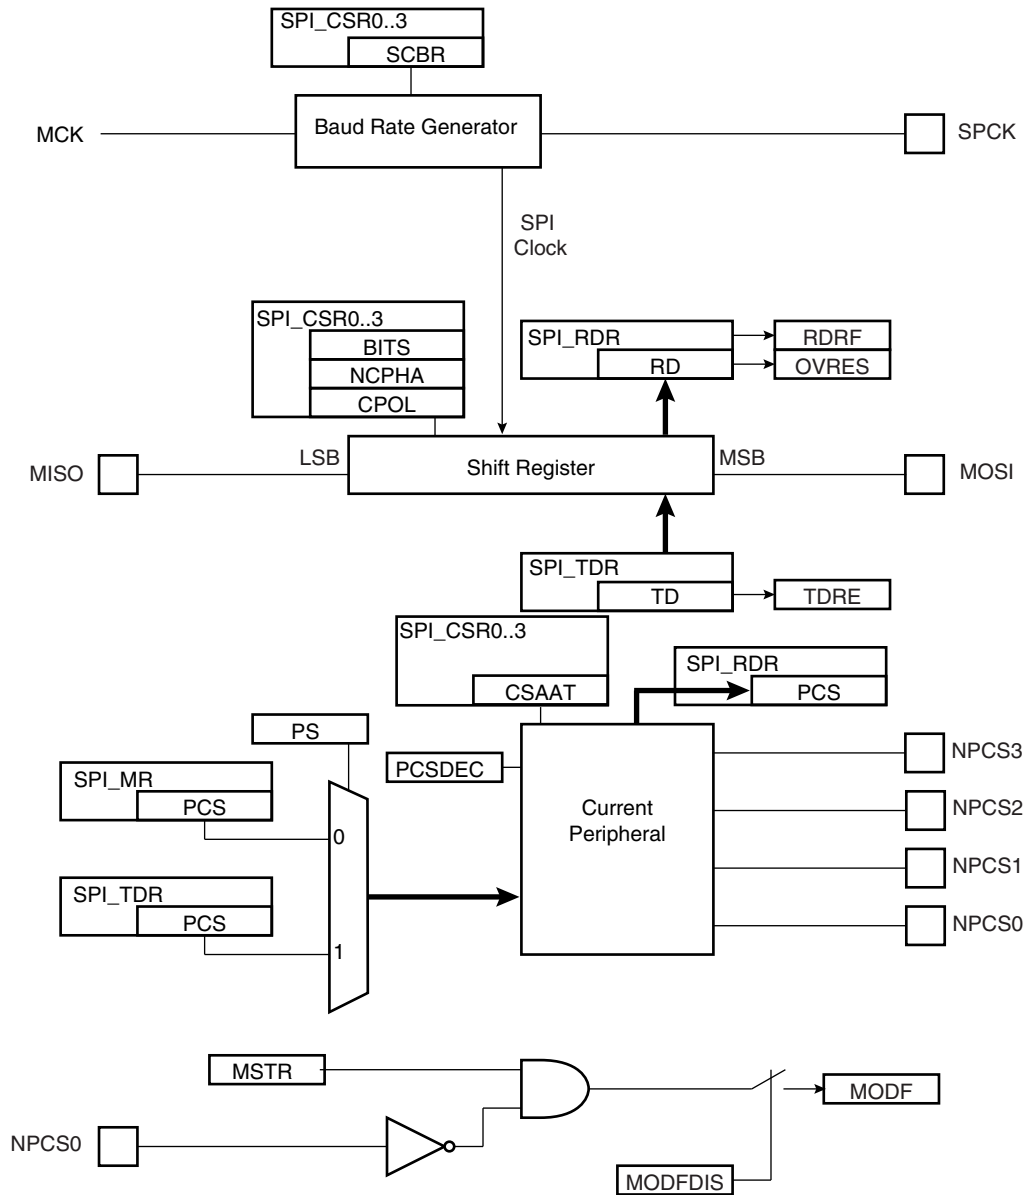 SPI_CSR0..3
SCBR
MCK
Baud Rate Generator
SPCK
SPI
Clock
SPI_CSR0..3
BITS
NCPHA
CPOL
SPI_RDR
RD
RDRF
OVRES
MISO
LSB
Shift Register
MSB
MOSI
SPI_TDR
TD
TDRE
SPI_CSR0..3
CSAAT
SPI_RDR
PCS
PS
PCSDEC
NPCS3
SPI_MR
PCS
0
Current
Peripheral
NPCS2
NPCS1
SPI_TDR
PCS
1
NPCS0
MSTR
MODF
NPCS0
MODFDIS